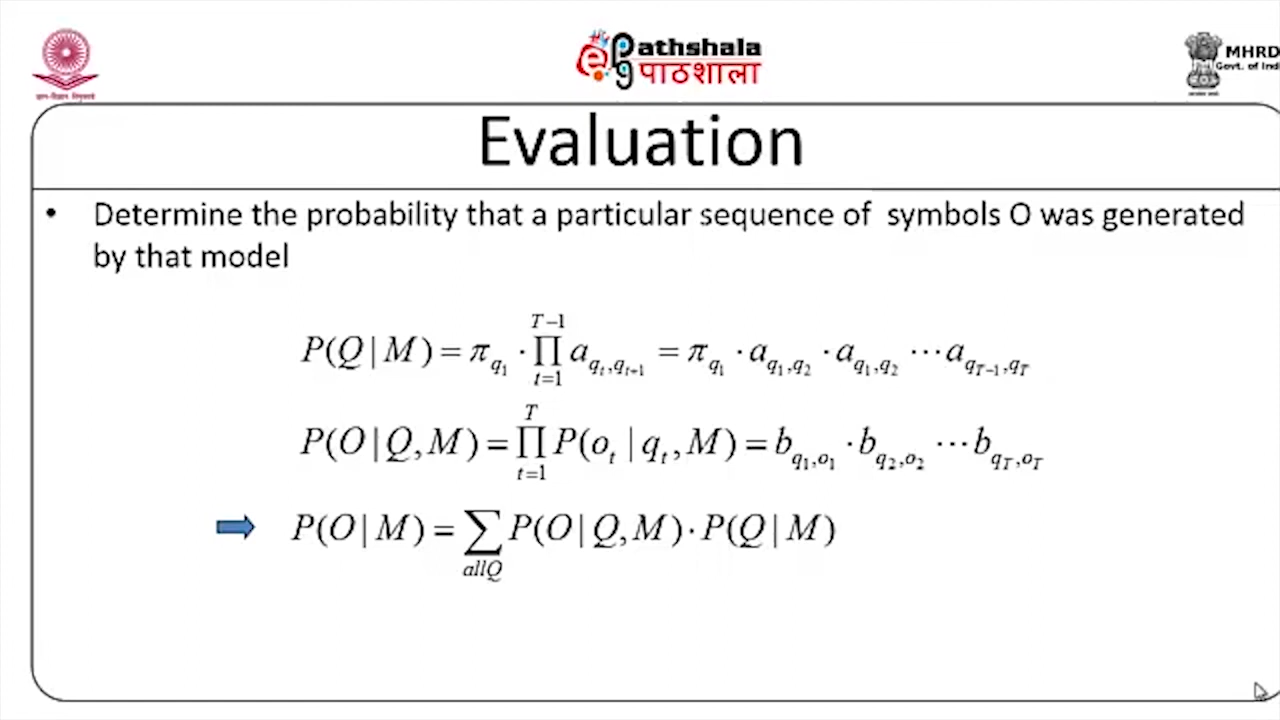 ePathshala
पाठशाला
MHRD
Govt. of Indi
Evaluation
• Determine the probability that a particular sequence of symbols O was generated
by that model
P(Q | M) = π_{q_1} · ∏_{t=1}^{T−1} a_{q_t,q_{t+1}} = π_{q_1} · a_{q_1,q_2} · a_{q_1,q_2} ⋯ a_{q_{T−1},q_T}
P(O | Q, M) = ∏_{t=1}^{T} P(o_t | q_t, M) = b_{q_1,o_1} · b_{q_2,o_2} ⋯ b_{q_T,o_T}
P(O | M) = ∑_{allQ} P(O | Q, M) · P(Q | M)